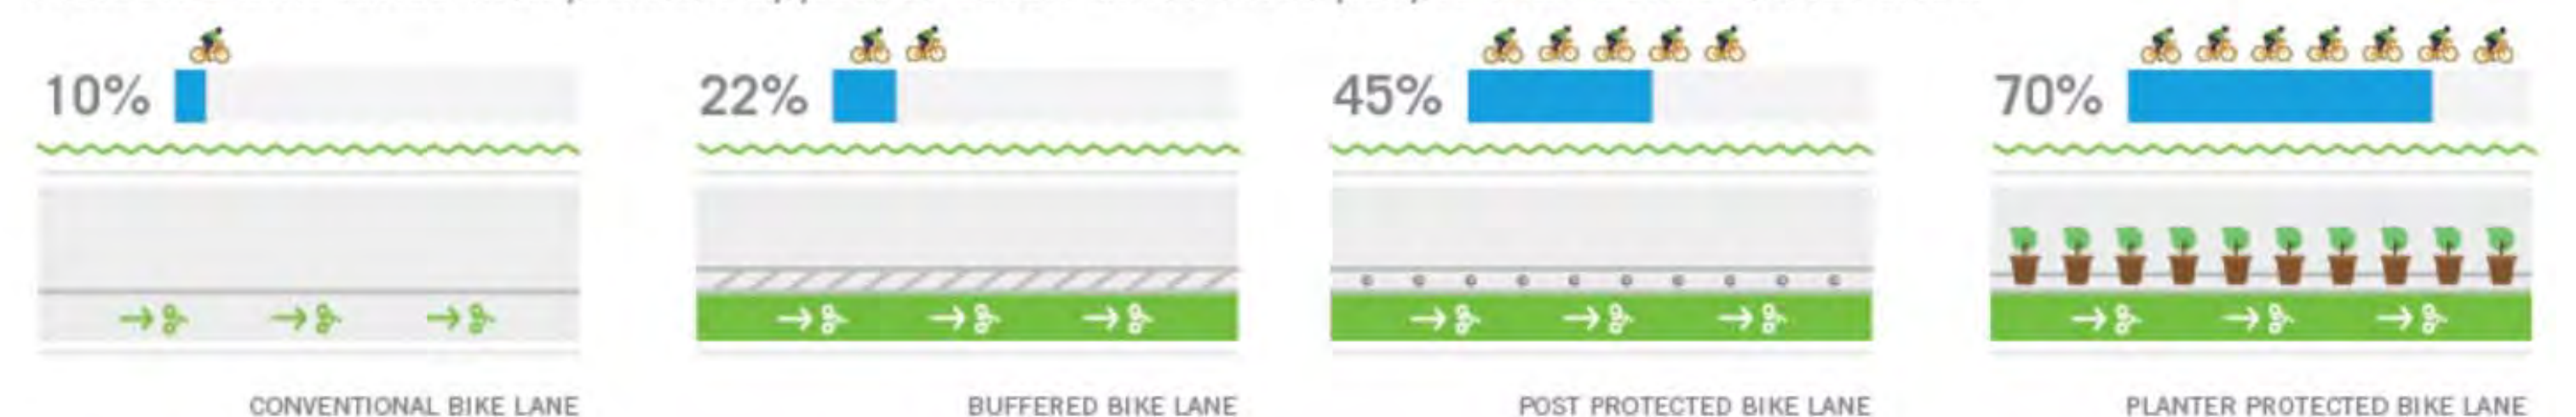 10%
22%
45%
70%
CONVENTIONAL BIKE LANE
BUFFERED BIKE LANE
POST PROTECTED BIKE LANE
PLANTER PROTECTED BIKE LANE